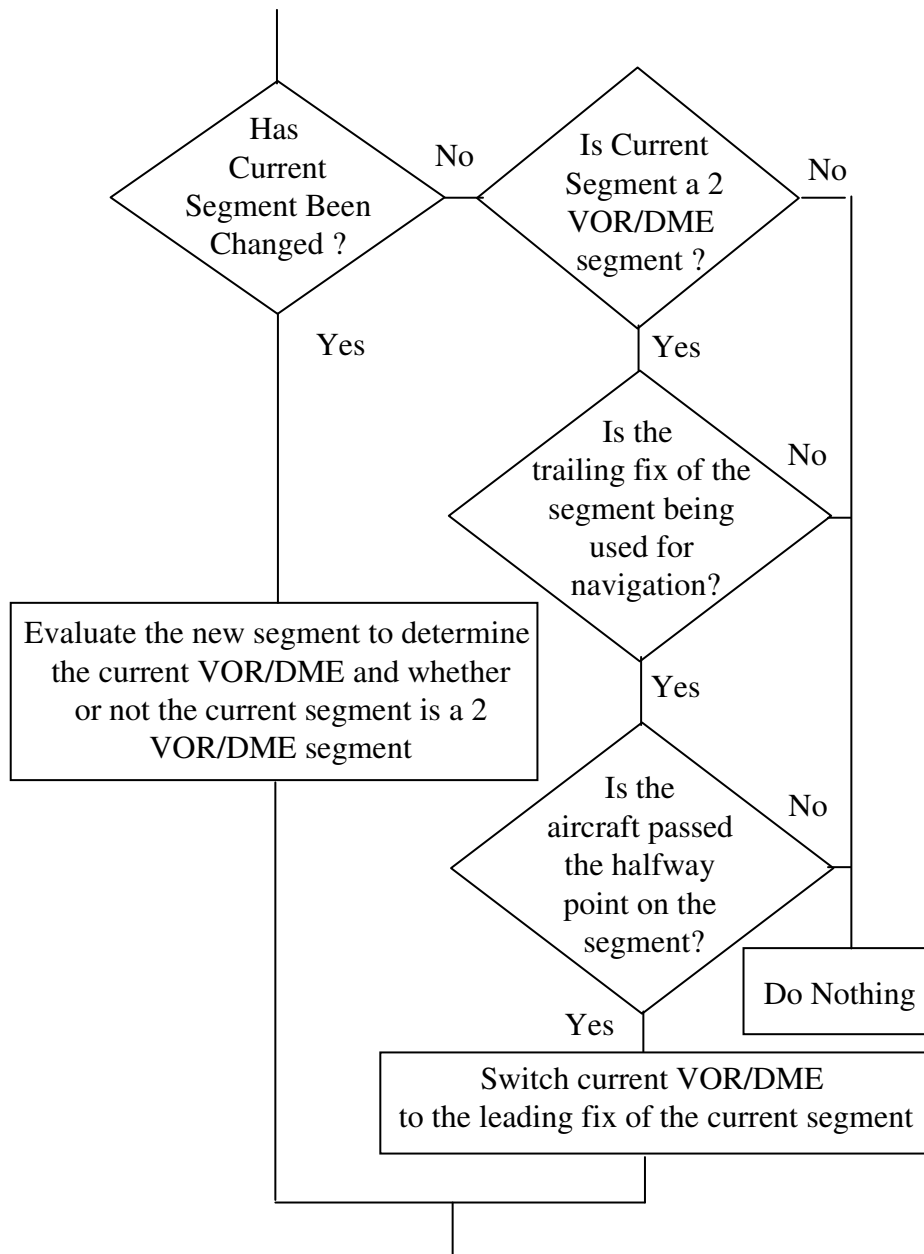 Has
Current
Segment Been
Changed ?
No
Is Current
Segment a 2
VOR/DME
segment ?
No
Yes
Yes
Is the
trailing fix of the
segment being
used for
navigation?
No
Evaluate the new segment to determine
the current VOR/DME and whether
or not the current segment is a 2
VOR/DME segment
Yes
Is the
aircraft passed
the halfway
point on the
segment?
No
Do Nothing
Yes
Switch current VOR/DME
to the leading fix of the current segment